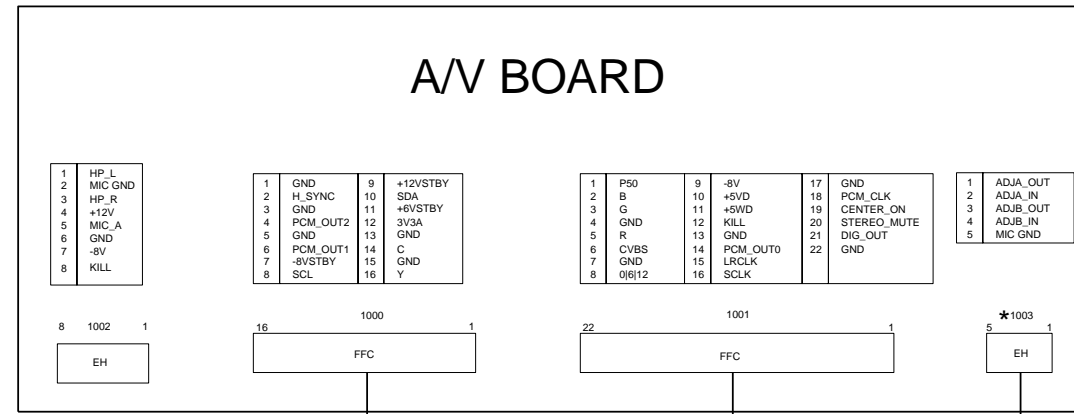 A/V BOARD
1 HP_L
2 MIC GND
3 HP_R
4 +12V
5 MIC_A
6 GND
7 -8V
8 KILL
1 GND 9 +12VSTBY
2 H_SYNC 10 SDA
3 GND 11 +6VSTBY
4 PCM_OUT2 12 3V3A
5 GND 13 GND
6 PCM_OUT1 14 C
7 -8VSTBY 15 GND
8 SCL 16 Y
1 P50 9 -8V 17 GND
2 B 10 +5VD 18 PCM_CLK
3 G 11 +5WD 19 CENTER_ON
4 GND 12 KILL 20 STEREO_MUTE
5 R 13 GND 21 DIG_OUT
6 CVBS 14 PCM_OUT0 22 GND
7 GND 15 LRCLK
8 0|6|12 16 SCLK
1 ADJA_OUT
2 ADJA_IN
3 ADJB_OUT
4 ADJB_IN
5 MIC GND
8 1002 1
EH
1000
16 1
FFC
1001
22 1
FFC
*1003
5 1
EH